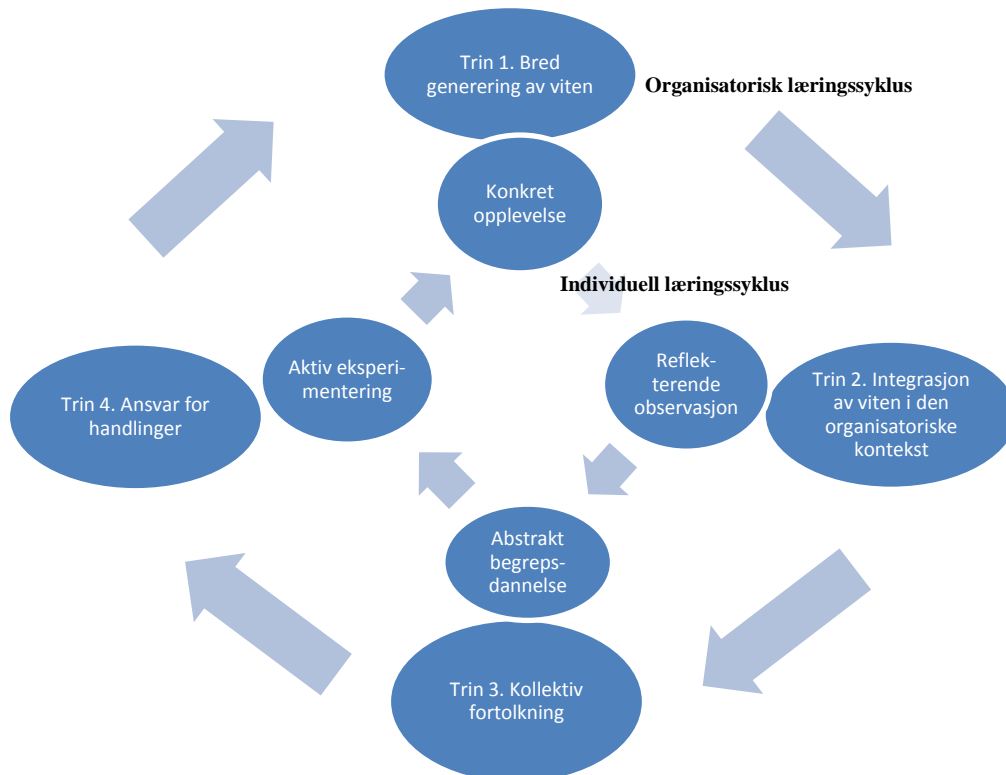 Trin 1. Bred
generering av viten
Organisatorisk læringssyklus
Konkret
opplevelse
Individuell læringssyklus
Aktiv eksperi-
mentering
Reflek-
terende
observasjon
Trin 4. Ansvar for
handlinger
Trin 2. Integrasjon
av viten i den
organisatoriske
kontekst
Abstrakt
begreps-
dannelse
Trin 3. Kollektiv
fortolkning